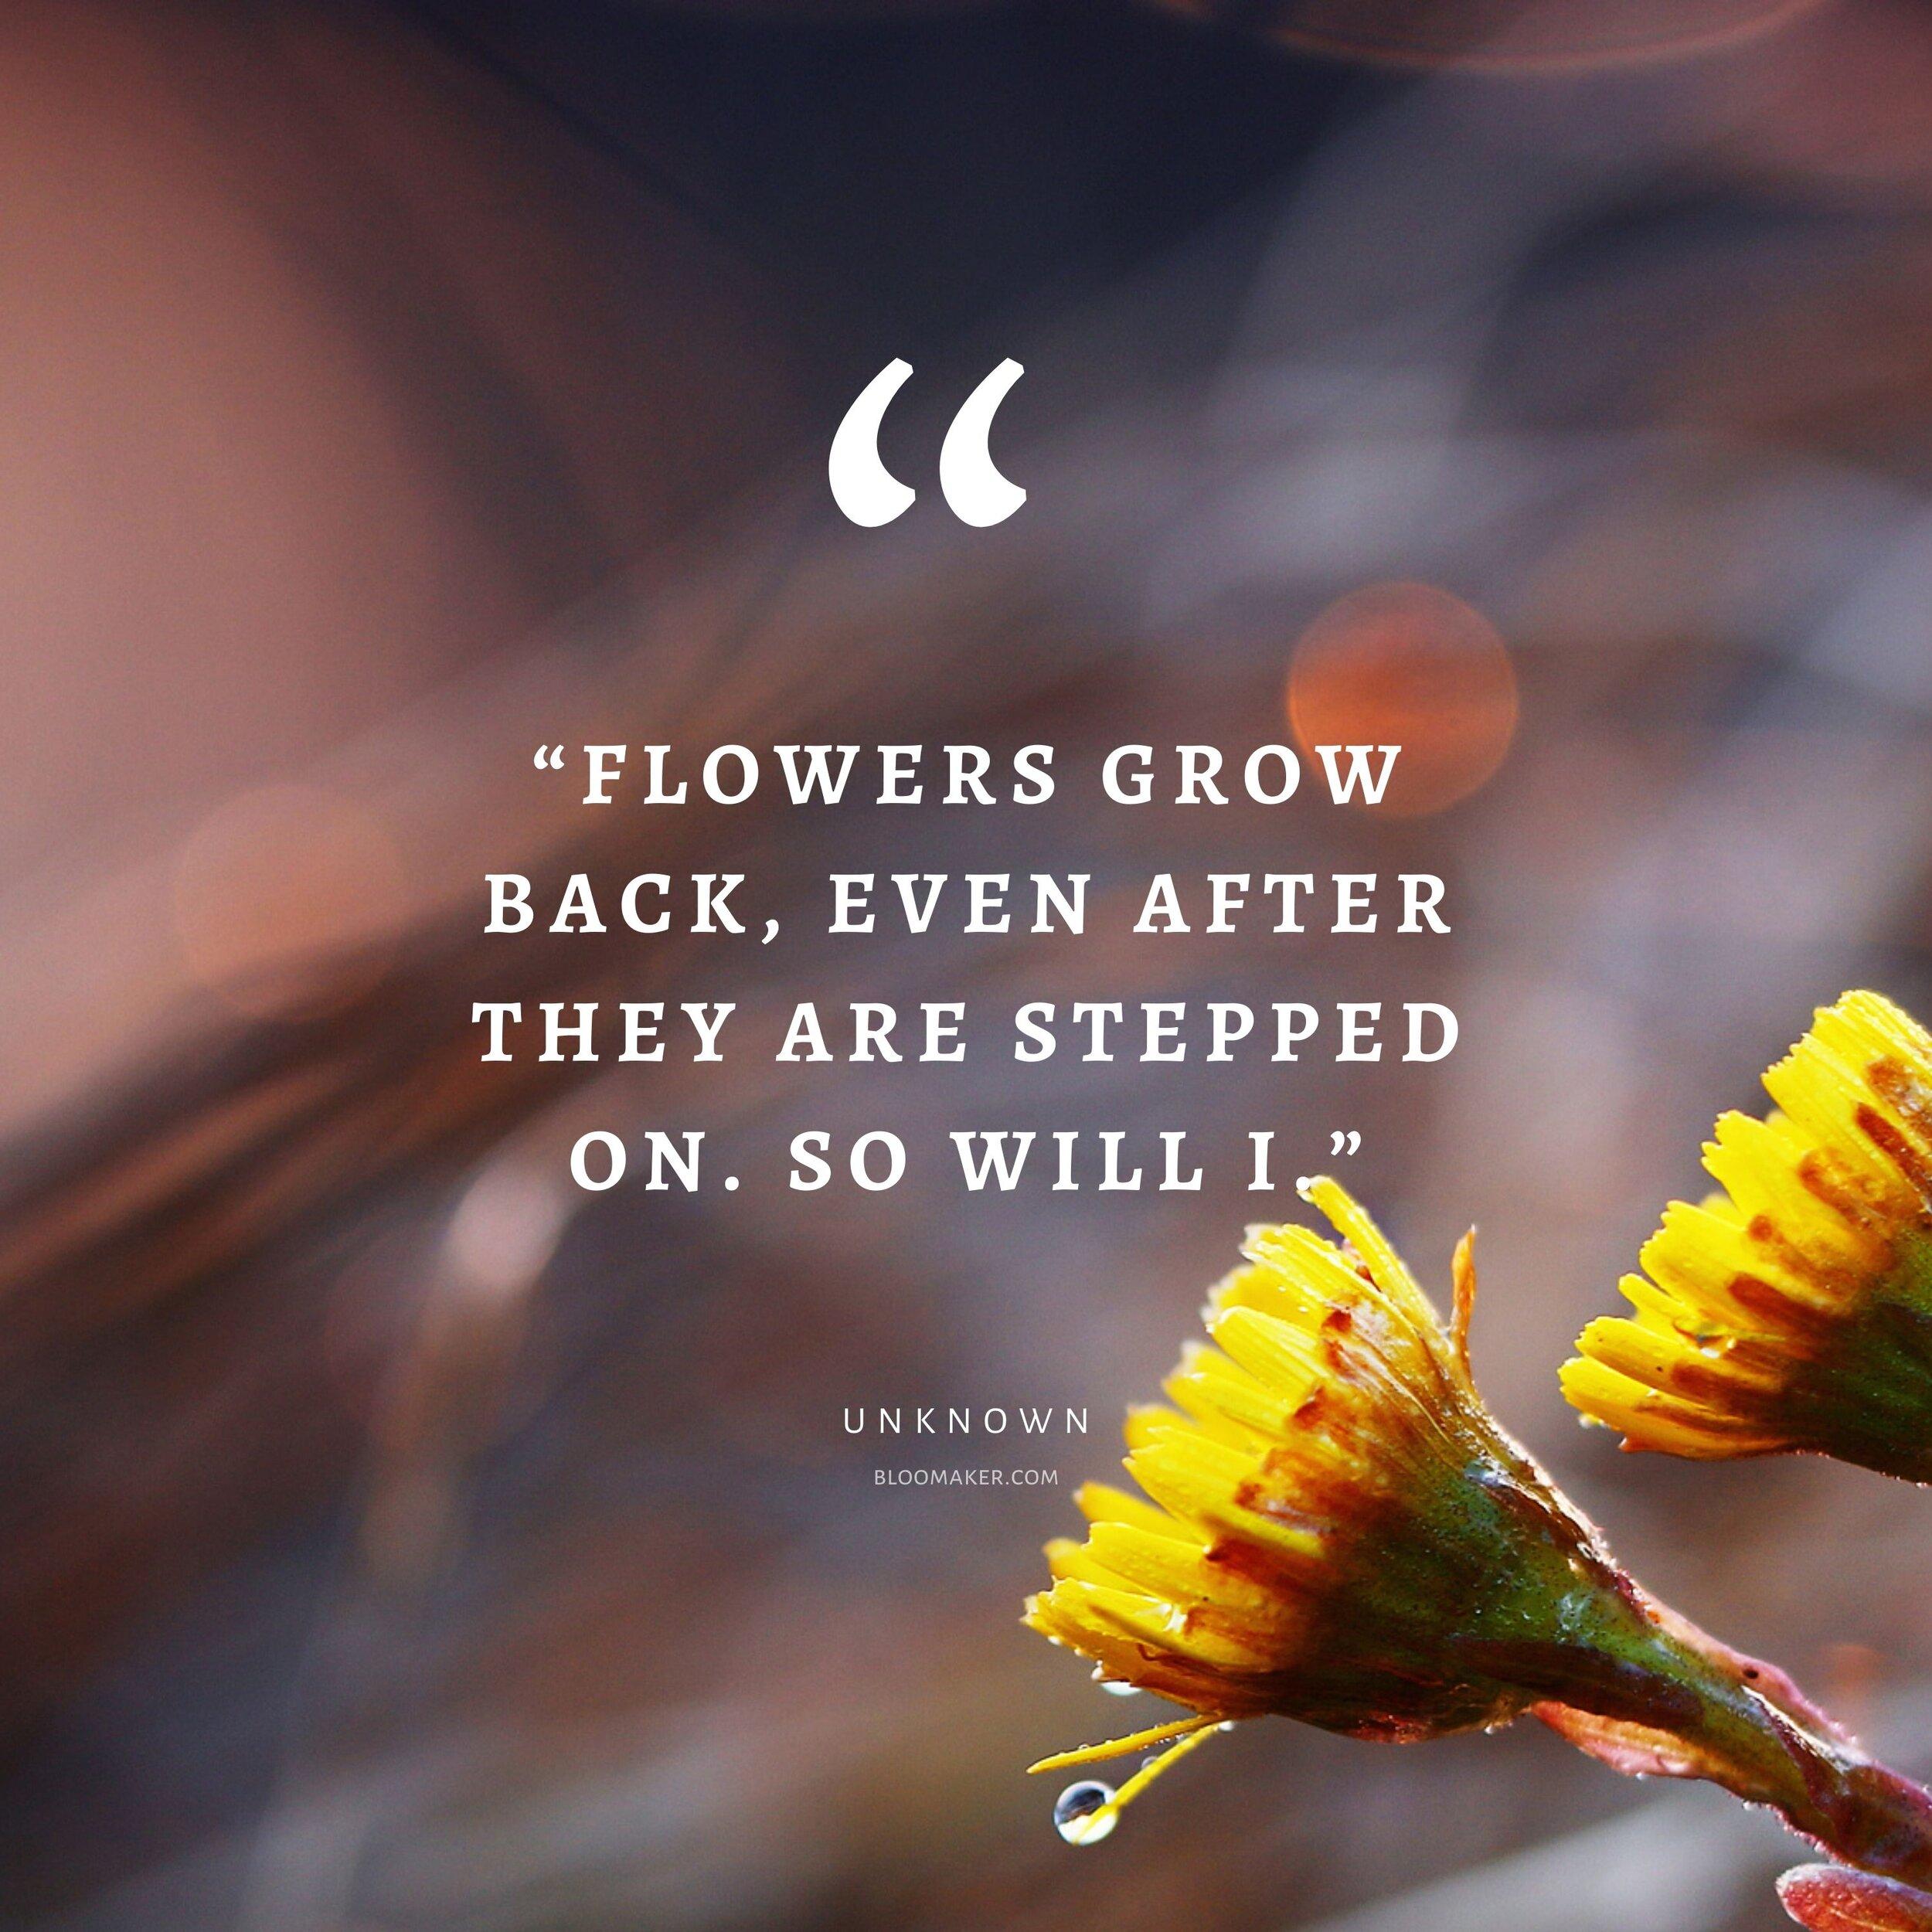 “
“FLOWERS GROW
BACK, EVEN AFTER
THEY ARE STEPPED
ON. SO WILL I.”
UNKNOWN
BLOOMAKER.COM